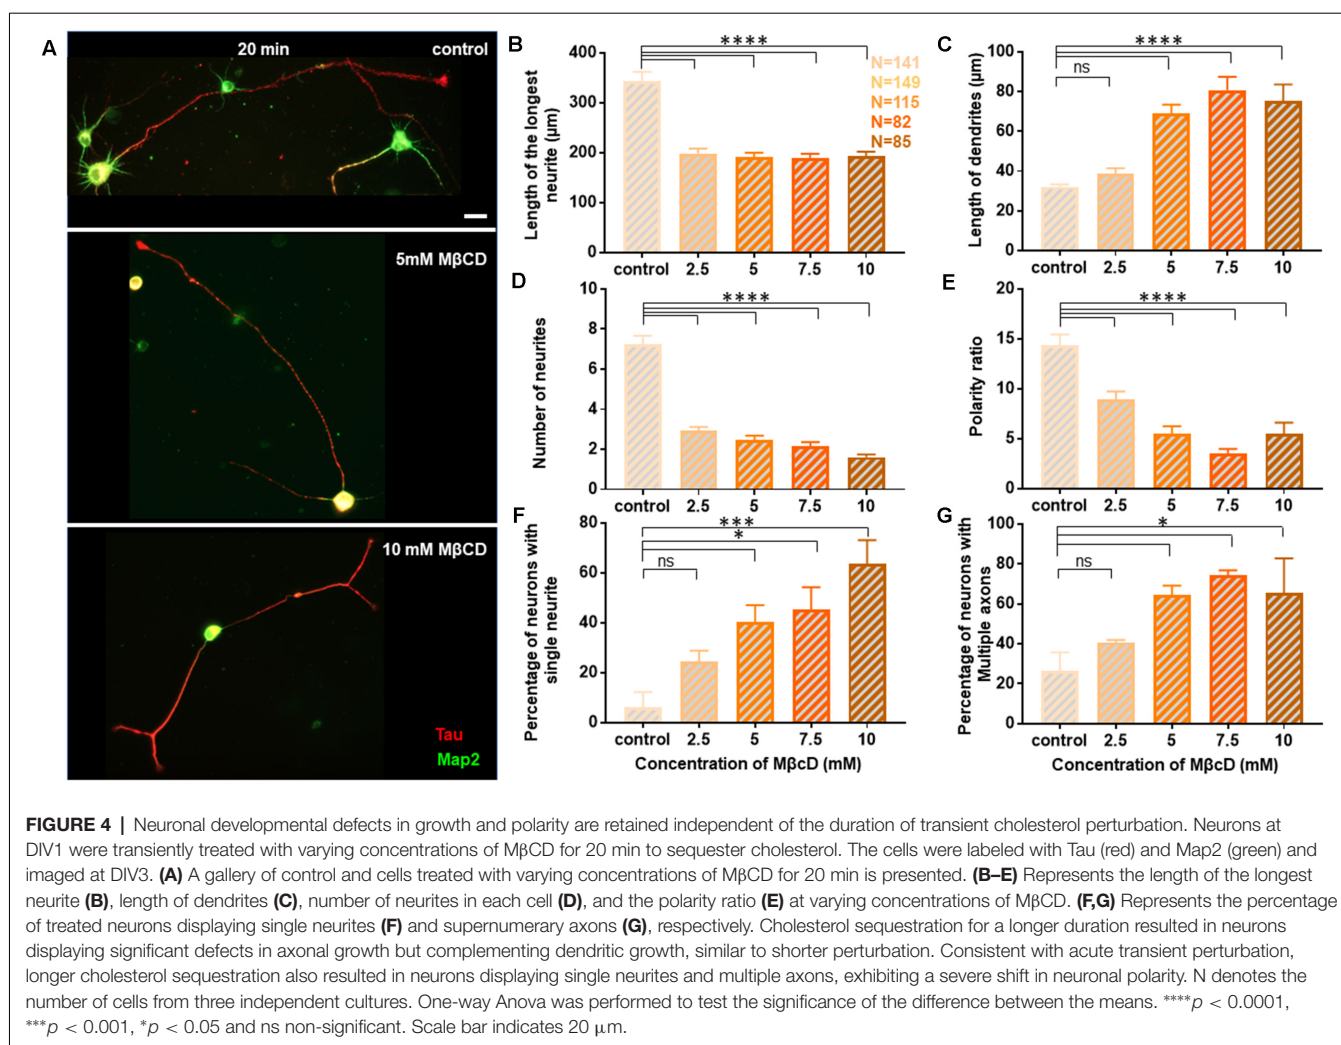 A
20 min
control
5mM MβCD
10 mM MβCD
Tau
Map2
B
Length of the longest
neurite (μm)
400
300
200
100
0
****
N=141
N=149
N=115
N=82
N=85
control 2.5 5 7.5 10
C
Length of dendrites (μm)
100
80
60
40
20
0
****
ns
control 2.5 5 7.5 10
D
Number of neurites
10
8
6
4
2
0
****
control 2.5 5 7.5 10
E
Polarity ratio
20
15
10
5
0
****
control 2.5 5 7.5 10
F
Percentage of neurons with
single neurite
80
60
40
20
0
***
*
ns
control 2.5 5 7.5 10
Concentration of MβcD (mM)
G
Percentage of neurons with
Multiple axons
100
80
60
40
20
0
*
ns
control 2.5 5 7.5 10
Concentration of MβcD (mM)
FIGURE 4 | Neuronal developmental defects in growth and polarity are retained independent of the duration of transient cholesterol perturbation. Neurons at
DIV1 were transiently treated with varying concentrations of MβCD for 20 min to sequester cholesterol. The cells were labeled with Tau (red) and Map2 (green) and
imaged at DIV3. (A) A gallery of control and cells treated with varying concentrations of MβCD for 20 min is presented. (B–E) Represents the length of the longest
neurite (B), length of dendrites (C), number of neurites in each cell (D), and the polarity ratio (E) at varying concentrations of MβCD. (F,G) Represents the percentage
of treated neurons displaying single neurites (F) and supernumerary axons (G), respectively. Cholesterol sequestration for a longer duration resulted in neurons
displaying significant defects in axonal growth but complementing dendritic growth, similar to shorter perturbation. Consistent with acute transient perturbation,
longer cholesterol sequestration also resulted in neurons displaying single neurites and multiple axons, exhibiting a severe shift in neuronal polarity. N denotes the
number of cells from three independent cultures. One-way Anova was performed to test the significance of the difference between the means. ****p < 0.0001,
***p < 0.001, *p < 0.05 and ns non-significant. Scale bar indicates 20 μm.